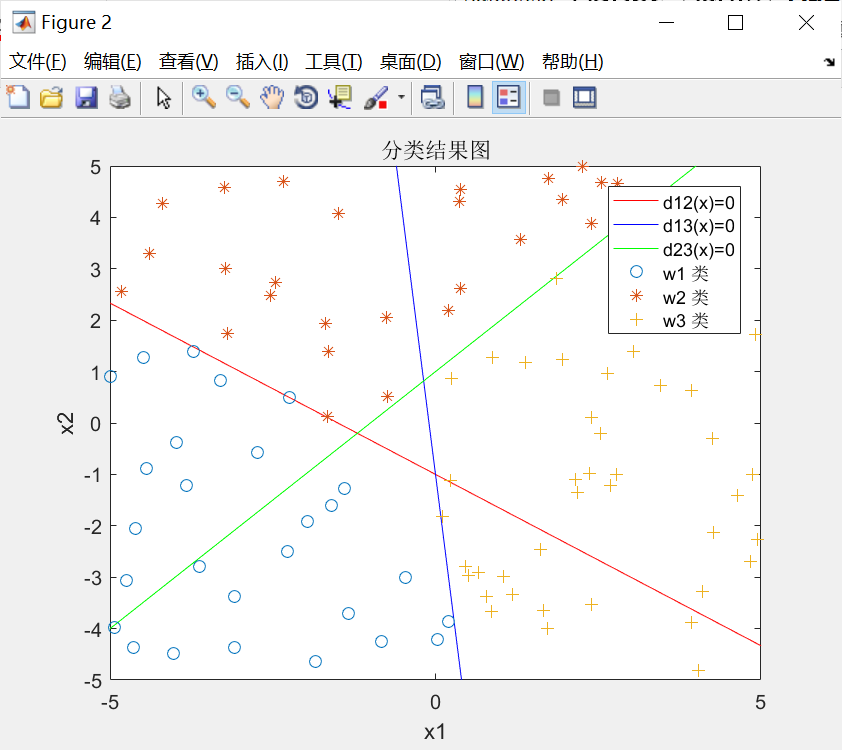 Figure 2
文件(F) 编辑(E) 查看(V) 插入(I) 工具(T) 桌面(D) 窗口(W) 帮助(H)
分类结果图
5
4
3
2
1
0
-1
-2
-3
-4
-5
x2
-5 0 5
x1
d12(x)=0
d13(x)=0
d23(x)=0
w1 类
w2 类
w3 类